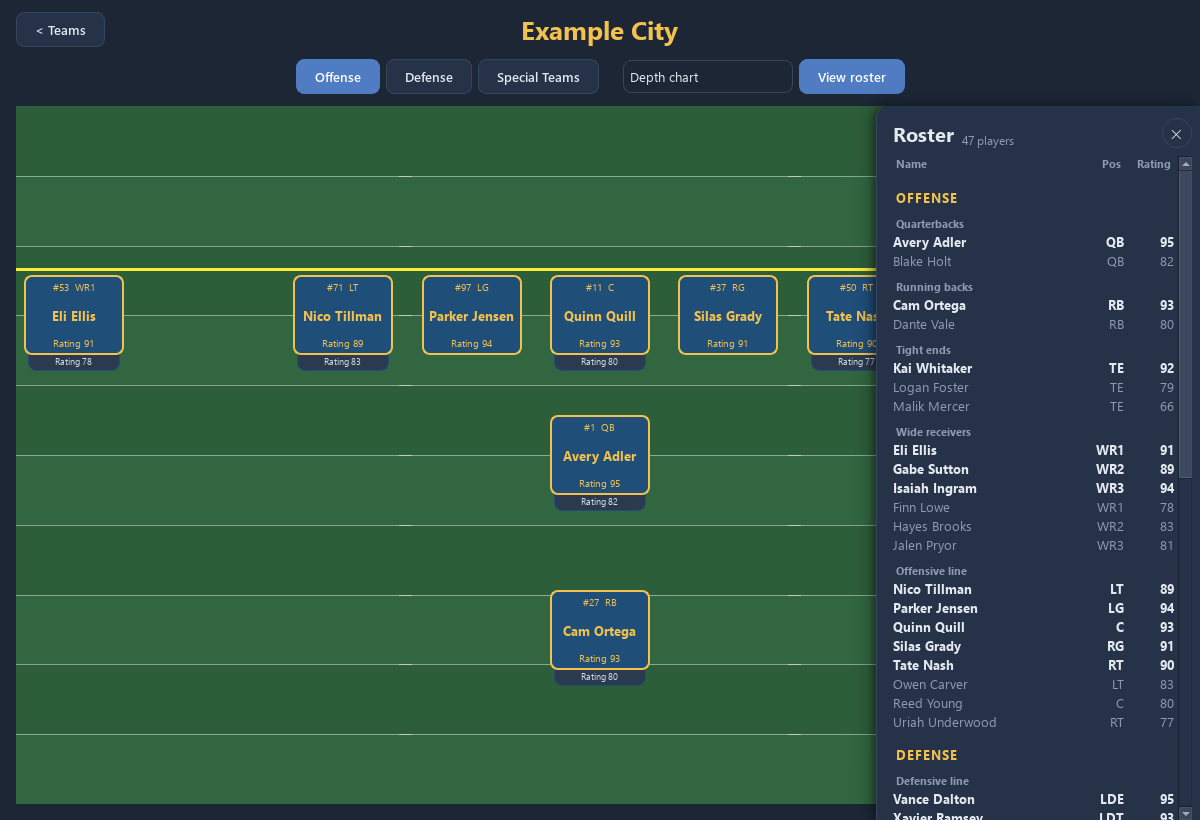 < Teams
Example City
Offense
Defense
Special Teams
Depth chart
View roster
#53 WR1
Eli Ellis
Rating 91
Rating 78
#71 LT
Nico Tillman
Rating 89
Rating 83
#97 LG
Parker Jensen
Rating 94
#11 C
Quinn Quill
Rating 93
Rating 80
#37 RG
Silas Grady
Rating 91
#50 RT
Tate Nas
Rating 90
Rating 77
#1 QB
Avery Adler
Rating 95
Rating 82
#27 RB
Cam Ortega
Rating 93
Rating 80
Roster 47 players
Name Pos Rating
OFFENSE
Quarterbacks
Avery Adler QB 95
Blake Holt QB 82
Running backs
Cam Ortega RB 93
Dante Vale RB 80
Tight ends
Kai Whitaker TE 92
Logan Foster TE 79
Malik Mercer TE 66
Wide receivers
Eli Ellis WR1 91
Gabe Sutton WR2 89
Isaiah Ingram WR3 94
Finn Lowe WR1 78
Hayes Brooks WR2 83
Jalen Pryor WR3 81
Offensive line
Nico Tillman LT 89
Parker Jensen LG 94
Quinn Quill C 93
Silas Grady RG 91
Tate Nash RT 90
Owen Carver LT 83
Reed Young C 80
Uriah Underwood RT 77
DEFENSE
Defensive line
Vance Dalton LDE 95
Xavier Ramsey LDT 93